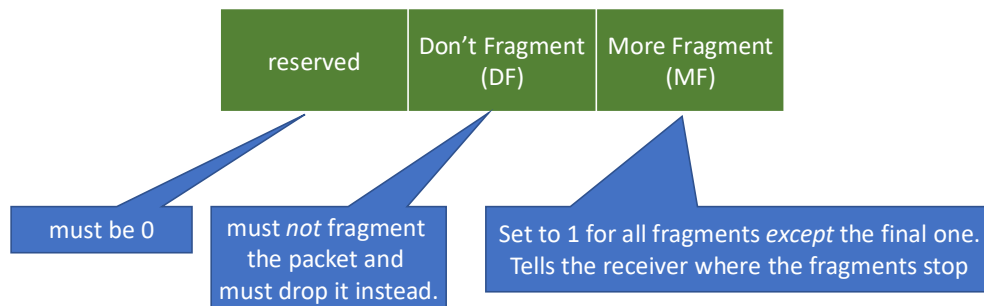 reserved
Don’t Fragment
(DF)
More Fragment
(MF)
must be 0
must not fragment
the packet and
must drop it instead.
Set to 1 for all fragments except the final one.
Tells the receiver where the fragments stop